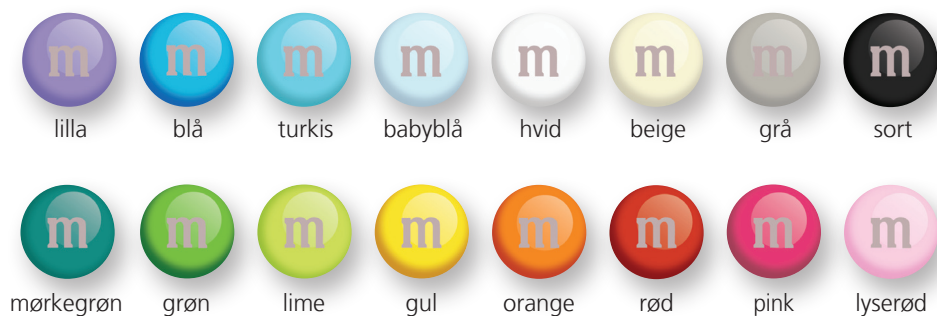 m m m m m m m m
lilla blå turkis babyblå hvid beige grå sort
m m m m m m m m
mørkegrøn grøn lime gul orange rød pink lyserød